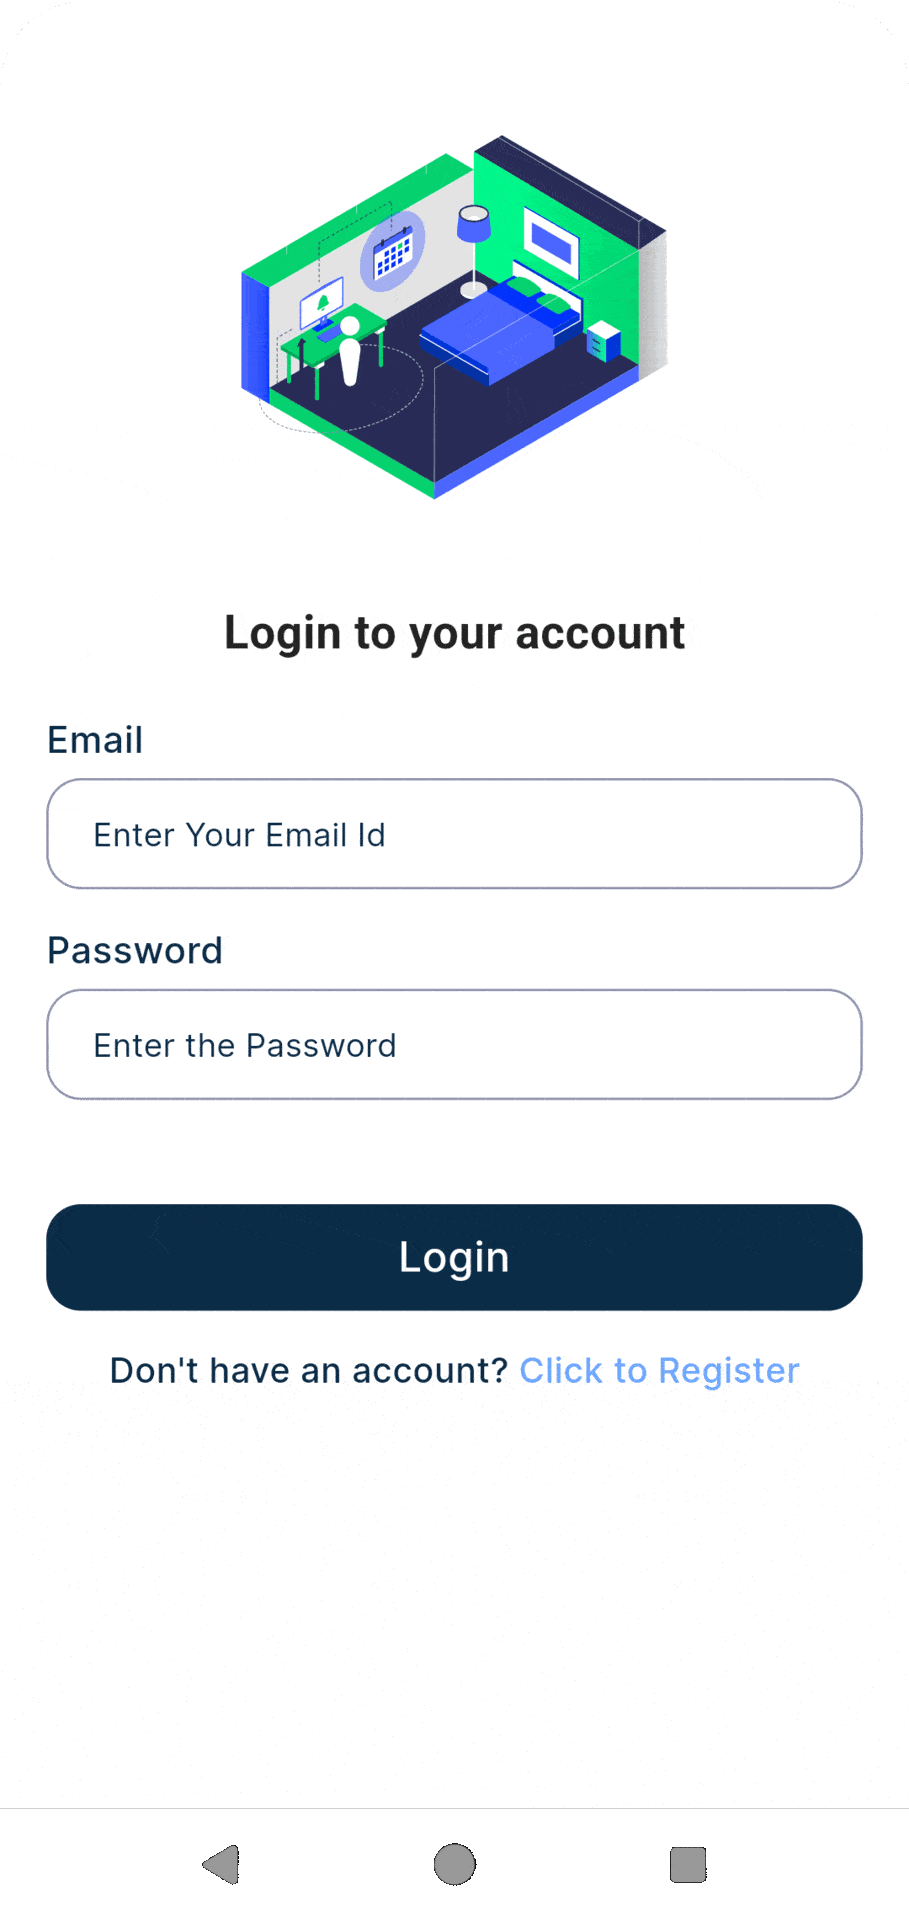 Login to your account
Email
Enter Your Email Id
Password
Enter the Password
Login
Don't have an account? Click to Register